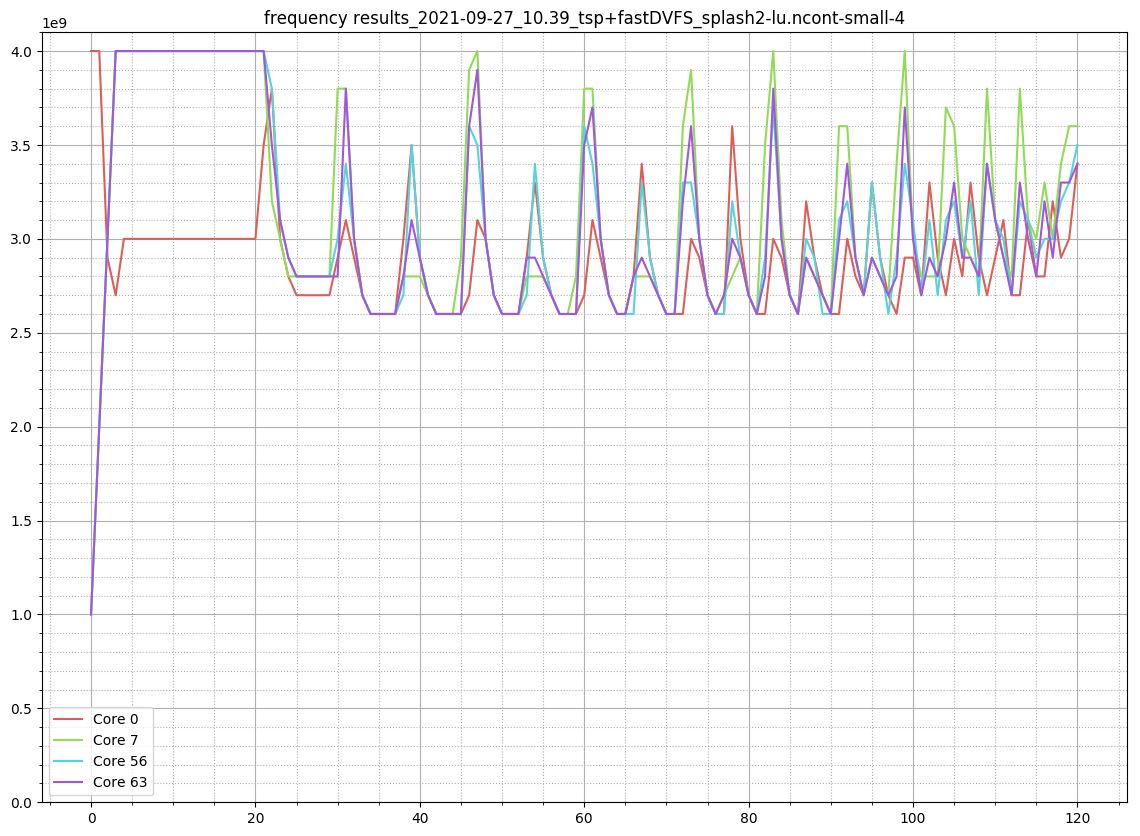 frequency results_2021-09-27_10.39_tsp+fastDVFS_splash2-lu.ncont-small-4
1e9
4.0
3.5
3.0
2.5
2.0
1.5
1.0
0.5
0.0
Core 0
Core 7
Core 56
Core 63
0 20 40 60 80 100 120